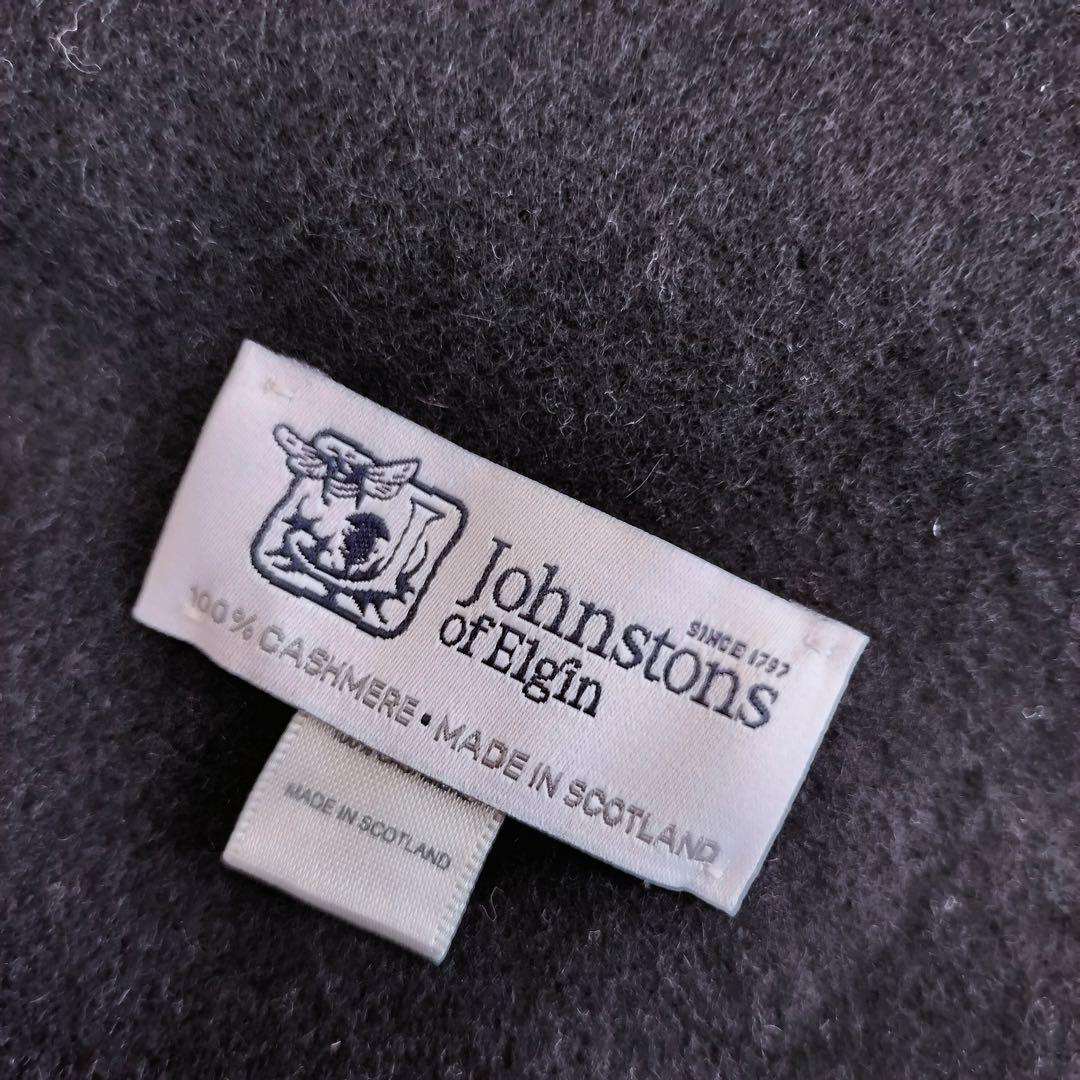 SINCE 1797
Johnstons
of Elgin
100% CASHMERE • MADE IN SCOTLAND
MADE IN SCOTLAND